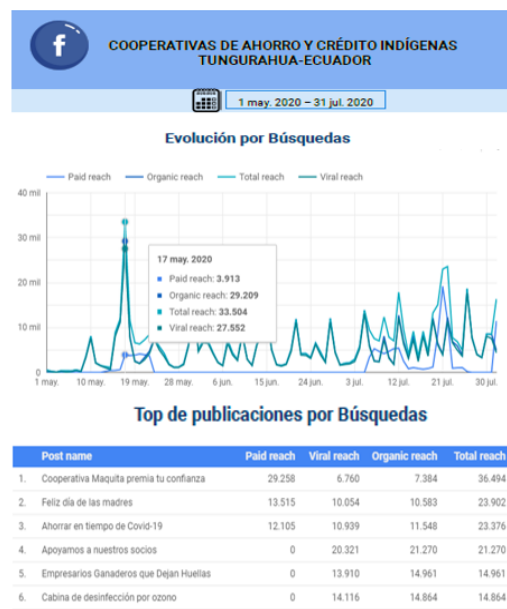 f
COOPERATIVAS DE AHORRO Y CRÉDITO INDÍGENAS
TUNGURAHUA-ECUADOR
1 may. 2020 – 31 jul. 2020
Evolución por Búsquedas
Paid reach Organic reach Total reach Viral reach
40 mil
30 mil
20 mil
10 mil
0
17 may. 2020
Paid reach: 3.913
Organic reach: 29.209
Total reach: 33.504
Viral reach: 27.552
1 may. 10 may. 19 may. 28 may. 6 jun. 15 jun. 24 jun. 3 jul. 12 jul. 21 jul. 30 jul.
Top de publicaciones por Búsquedas
Post name Paid reach Viral reach Organic reach Total reach
1. Cooperativa Maquita premia tu confianza 29.258 6.760 7.384 36.494
2. Feliz día de las madres 13.515 10.054 10.583 23.902
3. Ahorrar en tiempo de Covid-19 12.105 10.939 11.548 23.376
4. Apoyamos a nuestros socios 0 20.321 21.270 21.270
5. Empresarios Ganaderos que Dejan Huellas 0 13.910 14.961 14.961
6. Cabina de desinfección por ozono 0 14.116 14.864 14.864